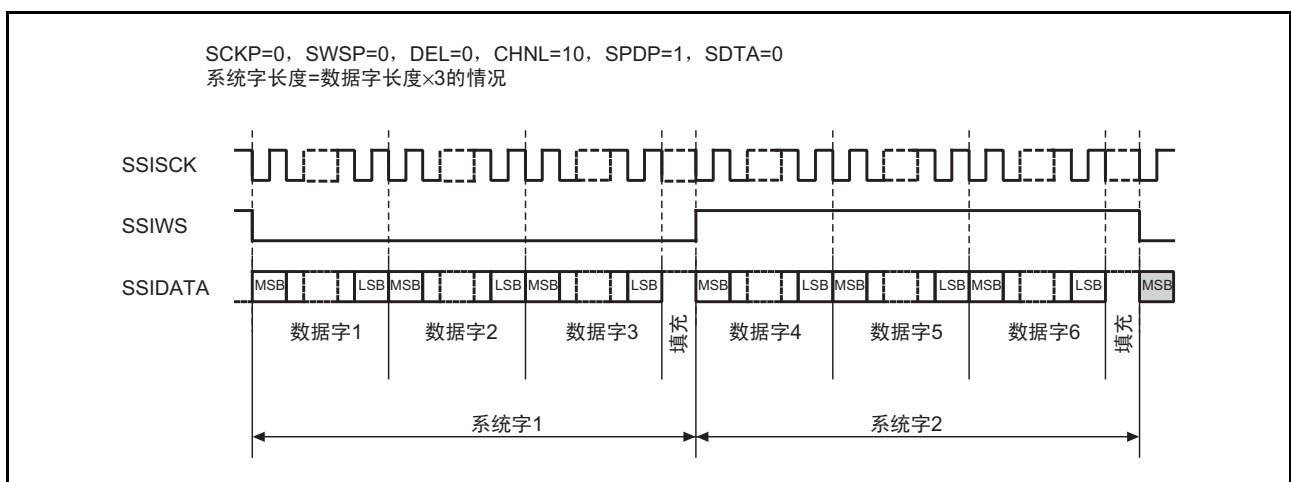 SCKP=0，SWSP=0，DEL=0，CHNL=10，SPDP=1，SDTA=0
系统字长度=数据字长度×3的情况
SSISCK
SSIWS
SSIDATA
MSB LSB MSB LSB MSB LSB MSB LSB MSB LSB MSB LSB MSB
数据字1 数据字2 数据字3 填充 数据字4 数据字5 数据字6 填充
系统字1 系统字2